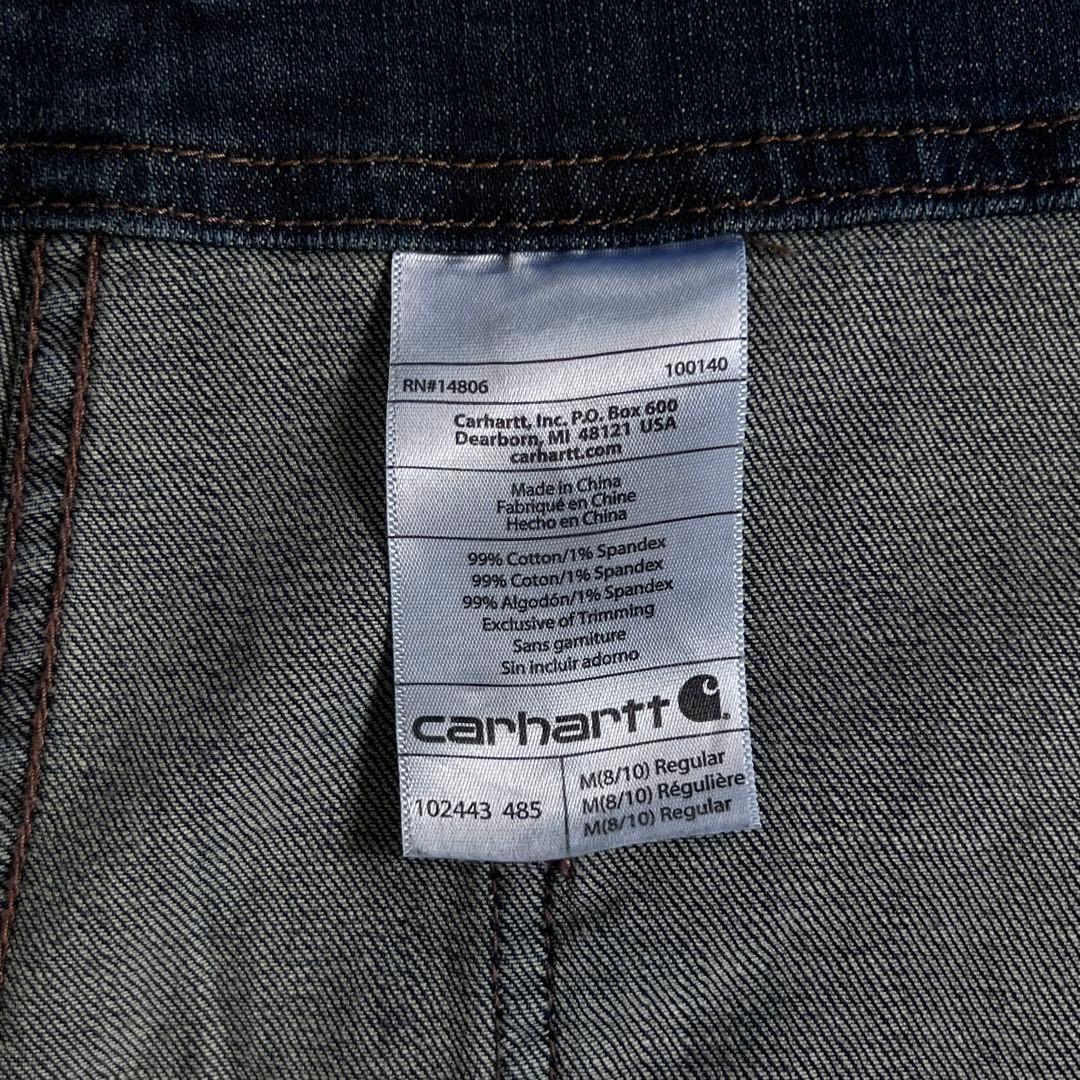 RN#14806 100140
Carhartt, Inc. P.O. Box 600
Dearborn, MI 48121 USA
carhartt.com
Made in China
Fabriqué en Chine
Hecho en China
99% Cotton/1% Spandex
99% Coton/1% Spandex
99% Algodón/1% Spandex
Exclusive of Trimming
Sans garniture
Sin incluir adorno
carhartt
102443 485
M(8/10) Regular
M(8/10) Régulière
M(8/10) Regular